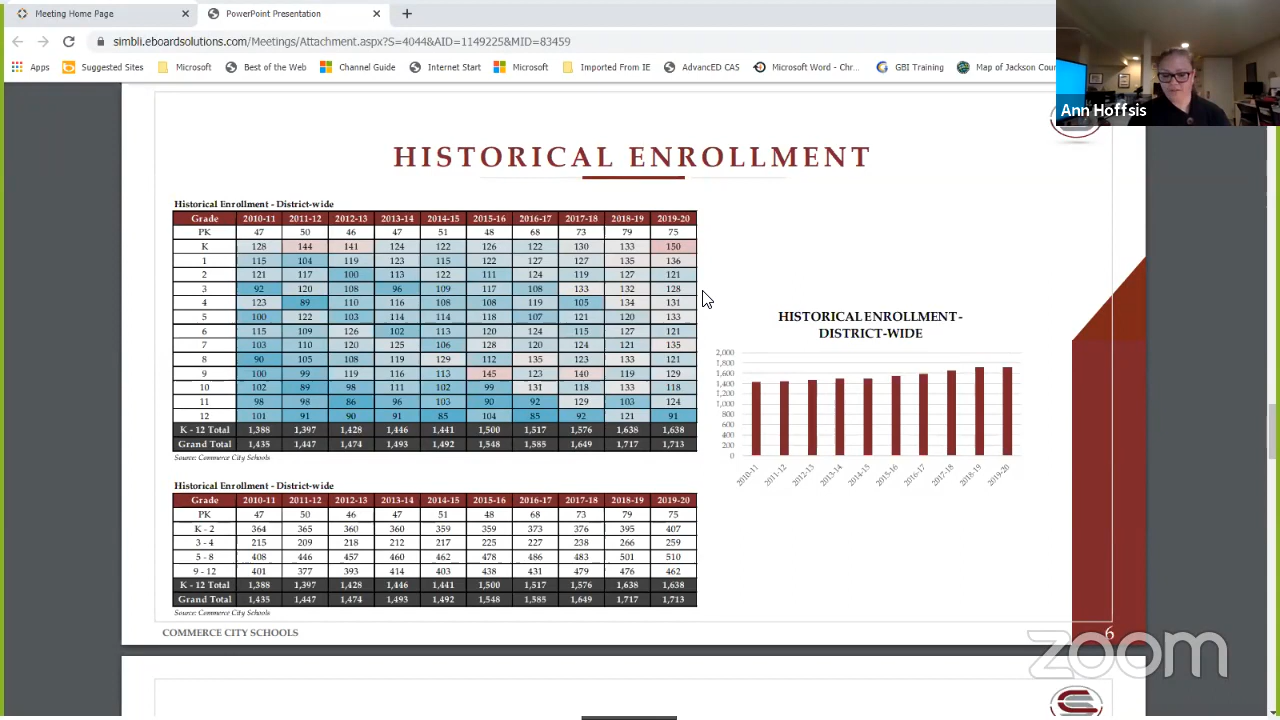 Meeting Home Page × PowerPoint Presentation × +
simbli.eboardsolutions.com/Meetings/Attachment.aspx?S=4044&AID=1149225&MID=83459
Apps Suggested Sites Microsoft Best of the Web Channel Guide Internet Start Microsoft Imported From IE AdvancED CAS Microsoft Word - Chr... GBI Training Map of Jackson Cou
Ann Hoffsis
HISTORICAL ENROLLMENT
Historical Enrollment - District-wide
Grade 2010-11 2011-12 2012-13 2013-14 2014-15 2015-16 2016-17 2017-18 2018-19 2019-20
PK 47 50 46 47 51 48 68 73 79 75
K 128 144 141 124 122 126 122 130 133 150
1 115 104 119 123 115 122 127 127 135 136
2 121 117 100 113 122 111 124 119 127 121
3 92 120 108 96 109 117 108 133 132 128
4 123 89 110 116 108 108 119 105 134 131
5 100 122 103 114 114 118 107 121 120 133
6 115 109 126 102 113 120 124 115 127 121
7 103 110 120 125 106 128 120 124 121 135
8 90 105 108 119 129 112 135 123 133 121
9 100 99 119 116 113 145 123 140 119 129
10 102 89 98 111 102 99 131 118 133 118
11 98 98 86 96 103 90 92 129 103 124
12 101 91 90 91 85 104 85 92 121 91
K - 12 Total 1,388 1,397 1,428 1,446 1,441 1,500 1,517 1,576 1,638 1,638
Grand Total 1,435 1,447 1,474 1,493 1,492 1,548 1,585 1,649 1,717 1,713
Source: Commerce City Schools
HISTORICAL ENROLLMENT-
DISTRICT-WIDE
2,000
1,800
1,600
1,400
1,200
1,000
800
600
400
200
0
2010-11 2011-12 2012-13 2013-14 2014-15 2015-16 2016-17 2017-18 2018-19 2019-20
Historical Enrollment - District-wide
Grade 2010-11 2011-12 2012-13 2013-14 2014-15 2015-16 2016-17 2017-18 2018-19 2019-20
PK 47 50 46 47 51 48 68 73 79 75
K - 2 364 365 360 360 359 359 373 376 395 407
3 - 4 215 209 218 212 217 225 227 238 266 259
5 - 8 408 446 457 460 462 478 486 483 501 510
9 - 12 401 377 393 414 403 438 431 479 476 462
K - 12 Total 1,388 1,397 1,428 1,446 1,441 1,500 1,517 1,576 1,638 1,638
Grand Total 1,435 1,447 1,474 1,493 1,492 1,548 1,585 1,649 1,717 1,713
Source: Commerce City Schools
COMMERCE CITY SCHOOLS
6
zoom